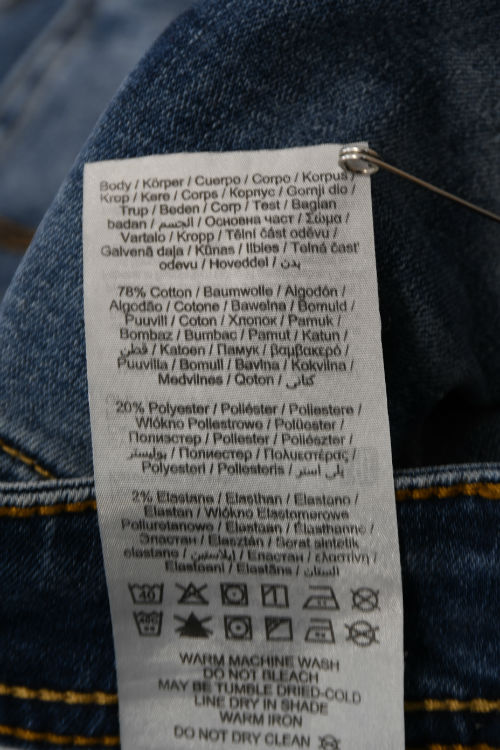 Body / Körper / Cuerpo / Corpo / Korpus /
Krop / Kere / Corps / Корпус / Gornji dio /
Trup / Beden / Corp / Test / Bagian
badan / الجسم / Основна част / Σώμα /
Vartalo / Kropp / Tělní část oděvu /
Galvenā daļa / Kūnas / Ilbies / Telná časť
odevu / Hoveddel / بدن
78% Cotton / Baumwolle / Algodón /
Algodão / Cotone / Bawełna / Bomuld /
Puuvill / Coton / Хлопок / Pamuk /
Bombaz / Bumbac / Pamut / Katun /
قطن / Katoen / Памук / βαμβακερό /
Puuvilla / Bomull / Bavlna / Kokvilna /
Medvilnės / Qoton / كتانى
20% Polyester / Poliéster / Poliestere /
Włókno Poliestrowe / Polüester /
Полиэстер / Poliester / Poliészter /
بوليستر / Полиестер / Πολυεστέρας /
Polyesteri / Poliesteris / پلی استر
2% Elastane / Elasthan / Elastano /
Elastan / Włókno Elastomerowe
Poliuretanowe / Elastaan / Élasthanne /
Эластан / Elasztán / Serat sintetik
elastane / إيلاستين / Еластан / ελαστίνη /
Elastaani / Elastāns /
40
WARM MACHINE WASH
DO NOT BLEACH
MAY BE TUMBLE DRIED-COLD
LINE DRY IN SHADE
WARM IRON
DO NOT DRY CLEAN